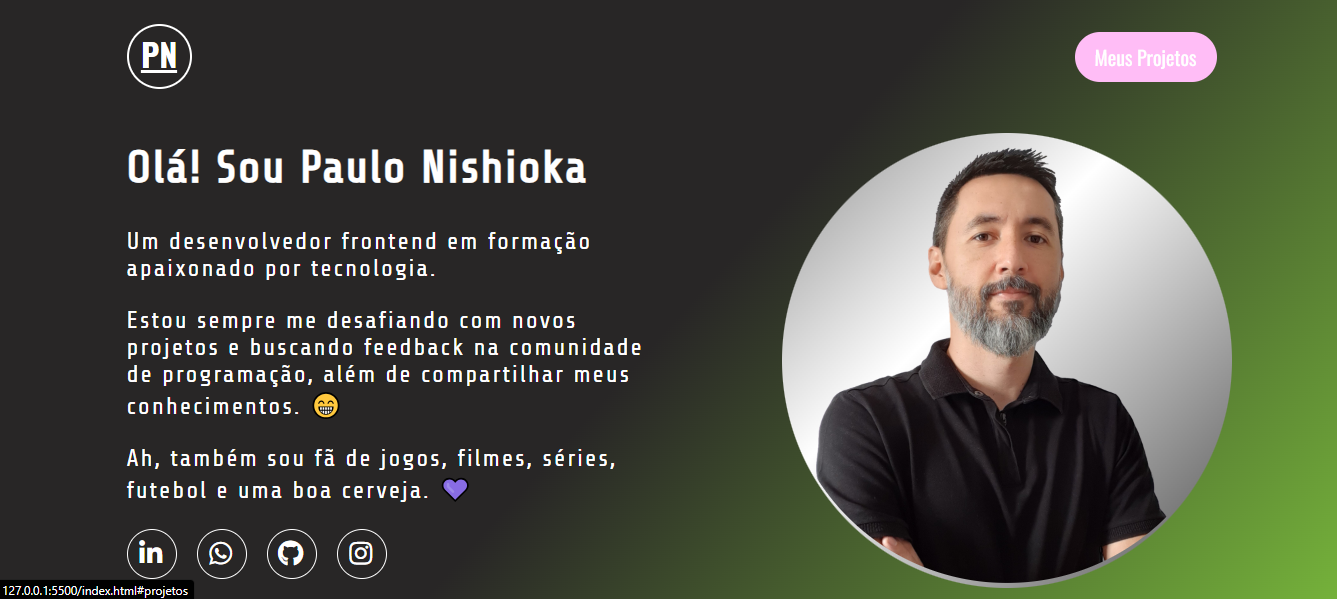 PN
Meus Projetos
Olá! Sou Paulo Nishioka
Um desenvolvedor frontend em formação
apaixonado por tecnologia.
Estou sempre me desafiando com novos
projetos e buscando feedback na comunidade
de programação, além de compartilhar meus
conhecimentos. 😁
Ah, também sou fã de jogos, filmes, séries,
futebol e uma boa cerveja. 💜
in
127.0.0.1:5500/index.html#projetos